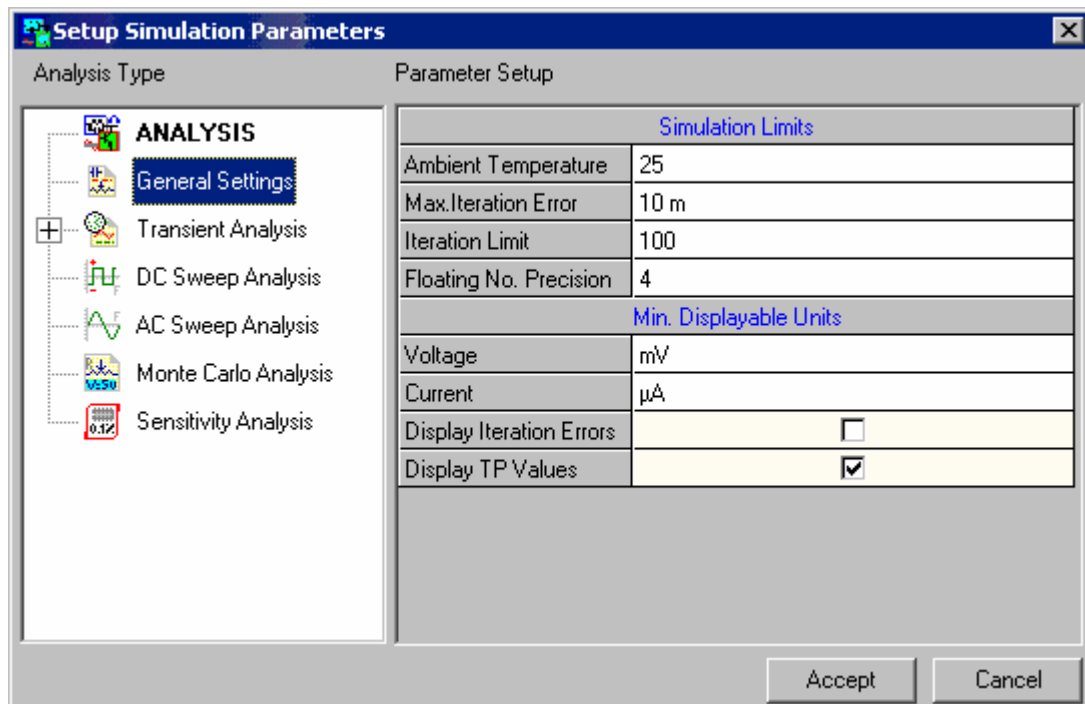 Setup Simulation Parameters
Analysis Type
Parameter Setup
ANALYSIS
General Settings
Transient Analysis
DC Sweep Analysis
AC Sweep Analysis
Monte Carlo Analysis
Sensitivity Analysis
Simulation Limits
Ambient Temperature 25
Max.Iteration Error 10 m
Iteration Limit 100
Floating No. Precision 4
Min. Displayable Units
Voltage mV
Current µA
Display Iteration Errors
Display TP Values
Accept
Cancel